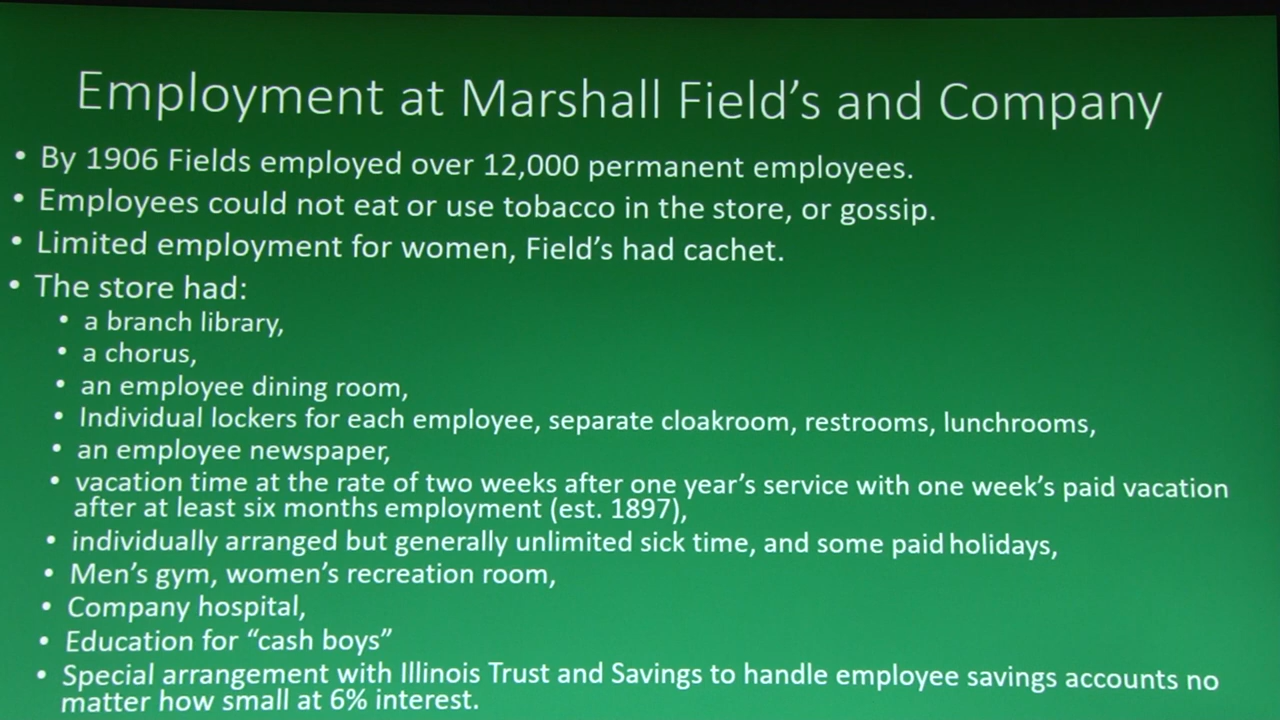 Employment at Marshall Field's and Company
• By 1906 Fields employed over 12,000 permanent employees.
• Employees could not eat or use tobacco in the store, or gossip.
• Limited employment for women, Field's had cachet.
• The store had:
• a branch library,
• a chorus,
• an employee dining room,
• Individual lockers for each employee, separate cloakroom, restrooms, lunchrooms,
• an employee newspaper,
• vacation time at the rate of two weeks after one year's service with one week's paid vacation
after at least six months employment (est. 1897),
• individually arranged but generally unlimited sick time, and some paid holidays,
• Men's gym, women's recreation room,
• Company hospital,
• Education for “cash boys”
• Special arrangement with Illinois Trust and Savings to handle employee savings accounts no
matter how small at 6% interest.